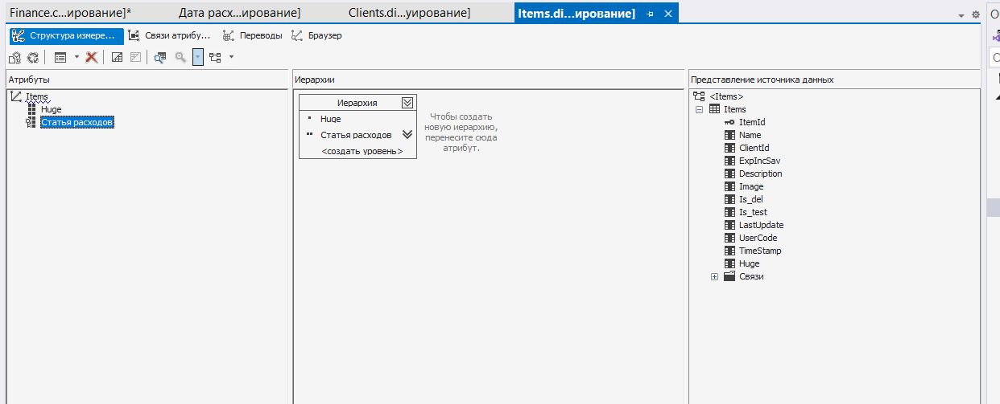 Finance.c...ирование]*
Дата расх...ирование]
Clients.di...уирование]
Items.di...ирование]
Структура измере...
Связи атрибу...
Переводы
Браузер
Атрибуты
Items
Huge
Статья расходов
Иерархии
Иерархия
Huge
Статья расходов
<создать уровень>
Чтобы создать
новую иерархию,
перенесите сюда
атрибут.
Представление источника данных
<Items>
Items
ItemId
Name
ClientId
ExpIncSav
Description
Image
Is_del
Is_test
LastUpdate
UserCode
TimeStamp
Huge
Связи